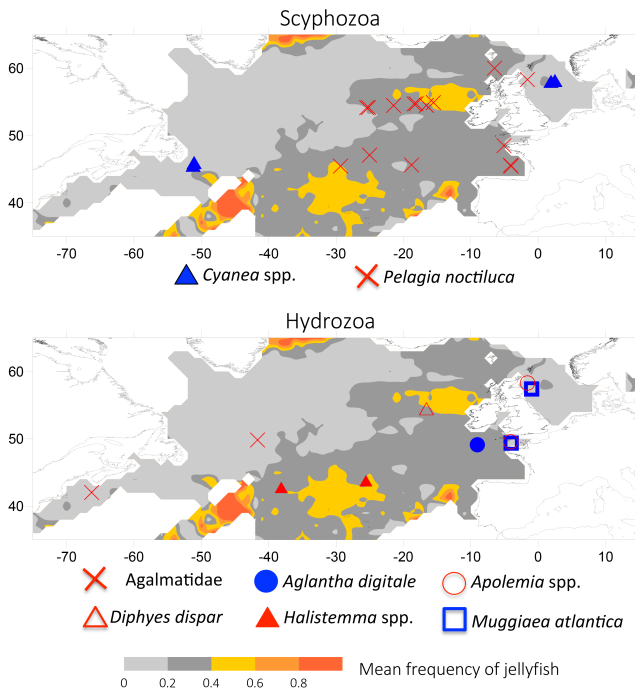 Scyphozoa
60
50
40
-70 -60 -50 -40 -30 -20 -10 0 10
Cyanea spp. Pelagia noctiluca
Hydrozoa
60
50
40
-70 -60 -50 -40 -30 -20 -10 0 10
Agalmatidae Aglantha digitale Apolemia spp.
Diphyes dispar Halistemma spp. Muggiaea atlantica
0 0.2 0.4 0.6 0.8 Mean frequency of jellyfish